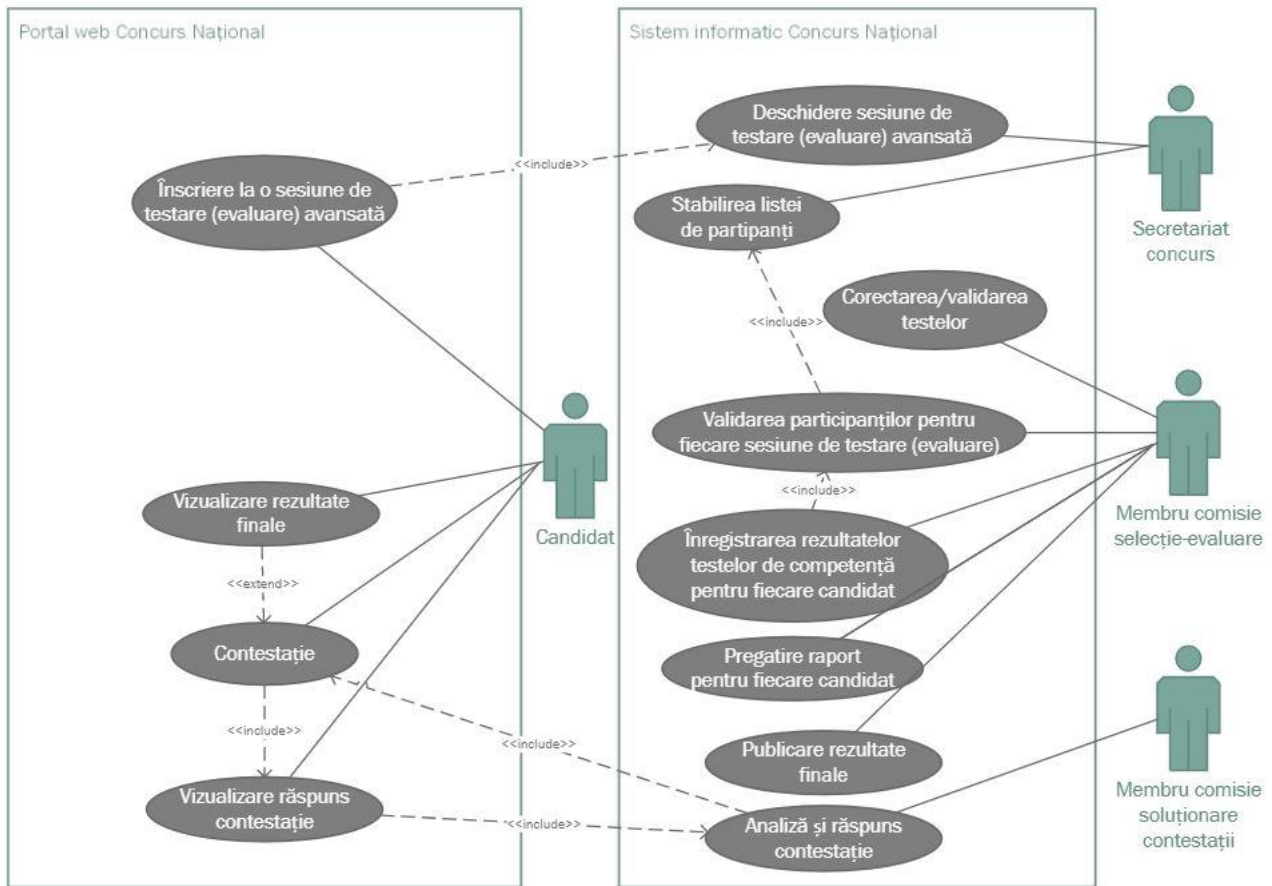 Portal web Concurs Național
Înscriere la o sesiune de
testare (evaluare) avansată
Vizualizare rezultate
finale
<<extend>>
Contestație
<<include>>
Vizualizare răspuns
contestație
Candidat
<<include>>
<<include>>
<<include>>
Sistem informatic Concurs Național
Deschidere sesiune de
testare (evaluare) avansată
Stabilirea listei
de partipanți
<<include>>
Corectarea/validarea
testelor
Validarea participanților pentru
fiecare sesiune de testare (evaluare)
<<include>>
Înregistrarea rezultatelor
testelor de competență
pentru fiecare candidat
Pregatire raport
pentru fiecare candidat
Publicare rezultate
finale
Analiză și răspuns
contestație
Secretariat
concurs
Membru comisie
selecție-evaluare
Membru comisie
soluționare
contestații